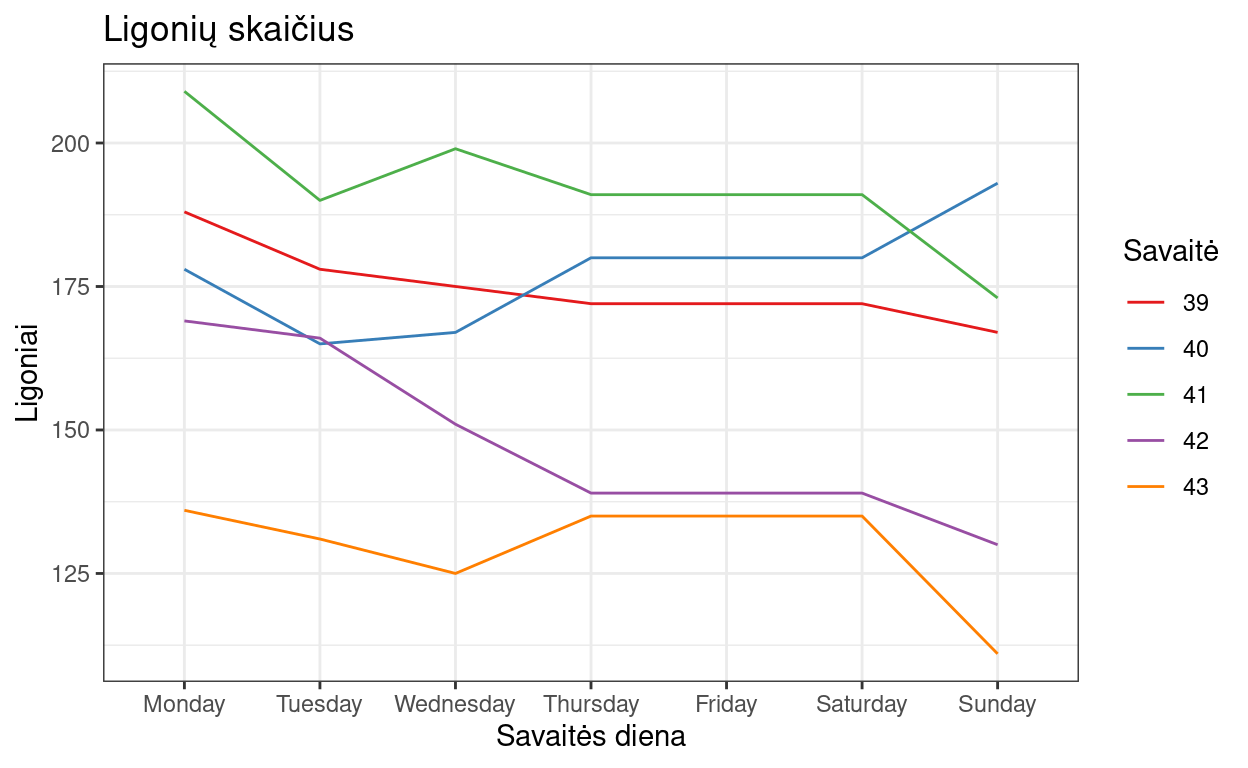 Ligonių skaičius
Ligoniai
200
175
150
125
Monday Tuesday Wednesday Thursday Friday Saturday Sunday
Savaitės diena
Savaitė
39
40
41
42
43